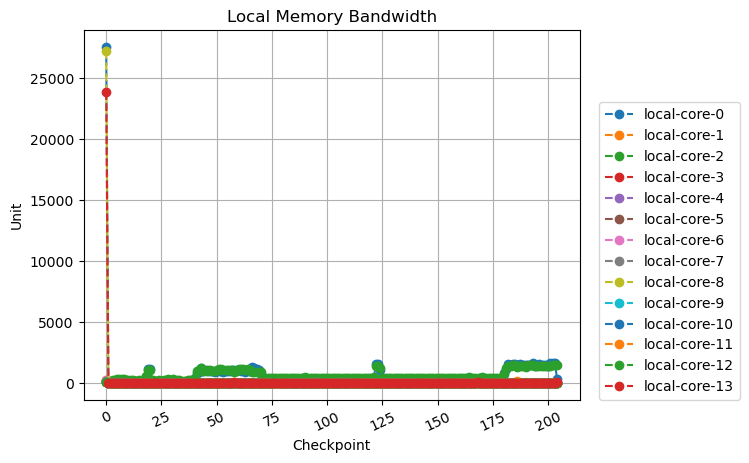 Local Memory Bandwidth
Unit
25000
20000
15000
10000
5000
0
0
25
50
75
100
125
150
175
200
Checkpoint
local-core-0
local-core-1
local-core-2
local-core-3
local-core-4
local-core-5
local-core-6
local-core-7
local-core-8
local-core-9
local-core-10
local-core-11
local-core-12
local-core-13